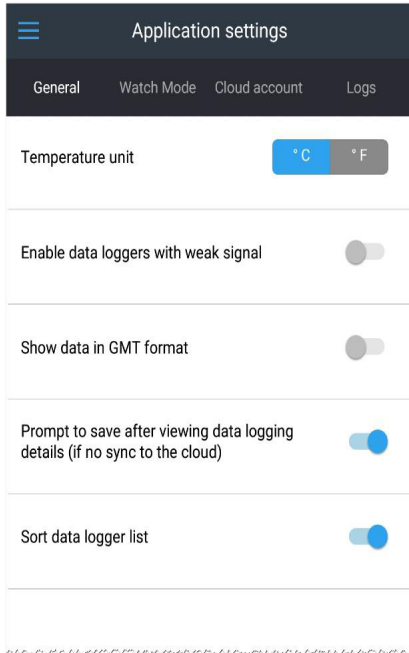 Application settings
General Watch Mode Cloud account Logs
Temperature unit °C °F
Enable data loggers with weak signal
Show data in GMT format
Prompt to save after viewing data logging
details (if no sync to the cloud)
Sort data logger list